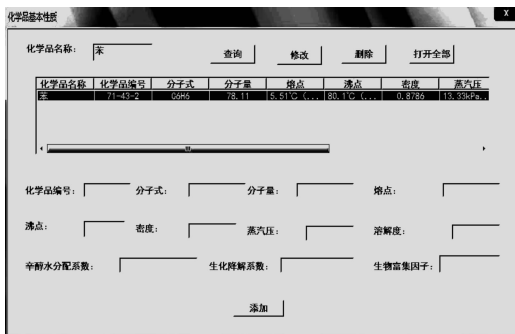 化学品基本性质 X
化学品名称: 苯 查询 修改 删除 打开全部
化学品名称 化学品编号 分子式 分子量 熔点 沸点 密度 蒸汽压
苯 71-43-2 C6H6 78.11 5.51℃ (... 80.1℃ (... 0.8786 13.33kPa..
化学品编号: 分子式: 分子量: 熔点:
沸点: 密度: 蒸汽压: 溶解度:
辛醇水分配系数: 生化降解系数: 生物富集因子:
添加